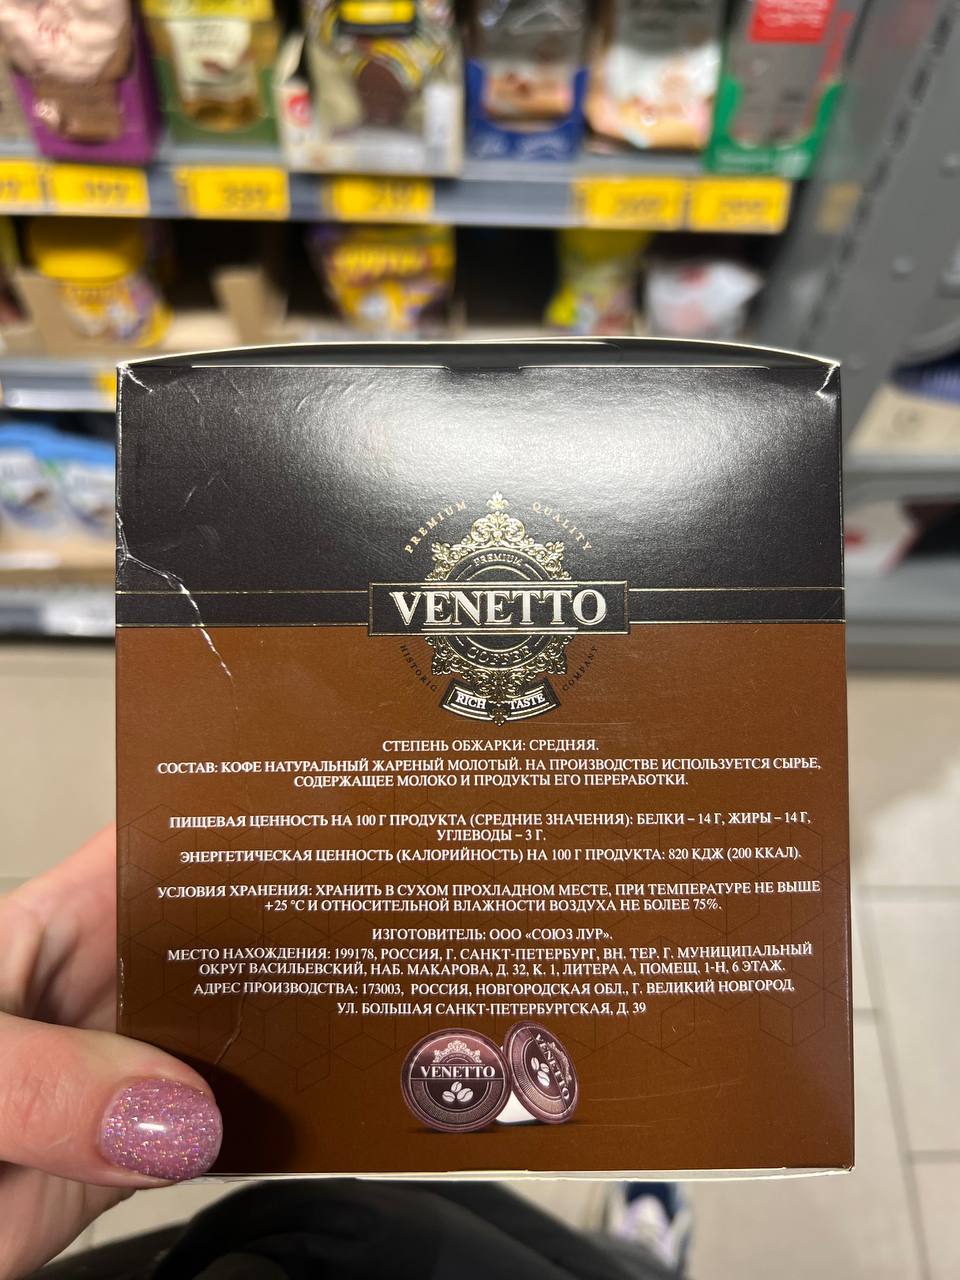 PREMIUM QUALITY
PREMIUM
VENETTO
COFFEE
HISTORIC COMPANY
RICH TASTE
СТЕПЕНЬ ОБЖАРКИ: СРЕДНЯЯ.
СОСТАВ: КОФЕ НАТУРАЛЬНЫЙ ЖАРЕНЫЙ МОЛОТЫЙ. НА ПРОИЗВОДСТВЕ ИСПОЛЬЗУЕТСЯ СЫРЬЕ,
СОДЕРЖАЩЕЕ МОЛОКО И ПРОДУКТЫ ЕГО ПЕРЕРАБОТКИ.
ПИЩЕВАЯ ЦЕННОСТЬ НА 100 Г ПРОДУКТА (СРЕДНИЕ ЗНАЧЕНИЯ): БЕЛКИ – 14 Г, ЖИРЫ – 14 Г,
УГЛЕВОДЫ – 3 Г.
ЭНЕРГЕТИЧЕСКАЯ ЦЕННОСТЬ (КАЛОРИЙНОСТЬ) НА 100 Г ПРОДУКТА: 820 КДЖ (200 ККАЛ).
УСЛОВИЯ ХРАНЕНИЯ: ХРАНИТЬ В СУХОМ ПРОХЛАДНОМ МЕСТЕ, ПРИ ТЕМПЕРАТУРЕ НЕ ВЫШЕ
+25 °С И ОТНОСИТЕЛЬНОЙ ВЛАЖНОСТИ ВОЗДУХА НЕ БОЛЕЕ 75%.
ИЗГОТОВИТЕЛЬ: ООО «СОЮЗ ЛУР».
МЕСТО НАХОЖДЕНИЯ: 199178, РОССИЯ, Г. САНКТ-ПЕТЕРБУРГ, ВН. ТЕР. Г. МУНИЦИПАЛЬНЫЙ
ОКРУГ ВАСИЛЬЕВСКИЙ, НАБ. МАКАРОВА, Д. 32, К. 1, ЛИТЕРА А, ПОМЕЩ. 1-Н, 6 ЭТАЖ.
АДРЕС ПРОИЗВОДСТВА: 173003, РОССИЯ, НОВГОРОДСКАЯ ОБЛ., Г. ВЕЛИКИЙ НОВГОРОД,
УЛ. БОЛЬШАЯ САНКТ-ПЕТЕРБУРГСКАЯ, Д. 39
VENETTO
VENETTO